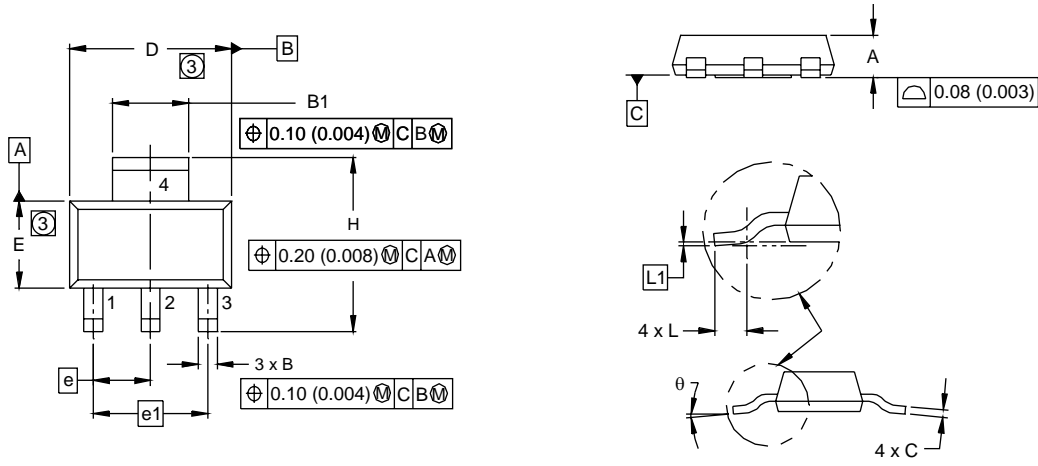 D
B
3
B1
⌖ 0.10 (0.004) Ⓜ C B Ⓜ
A
4
3
E
H
⌖ 0.20 (0.008) Ⓜ C A Ⓜ
1
2
3
3 x B
e
e1
⌖ 0.10 (0.004) Ⓜ C B Ⓜ
A
C
⌓ 0.08 (0.003)
L1
4 x L
θ
4 x C